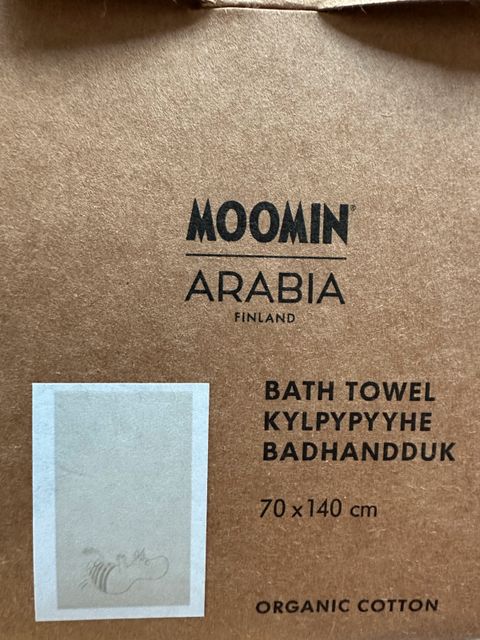 MOOMIN®
ARABIA
FINLAND
BATH TOWEL
KYLPYPYYHE
BADHANDDUK
70 x 140 cm
ORGANIC COTTON